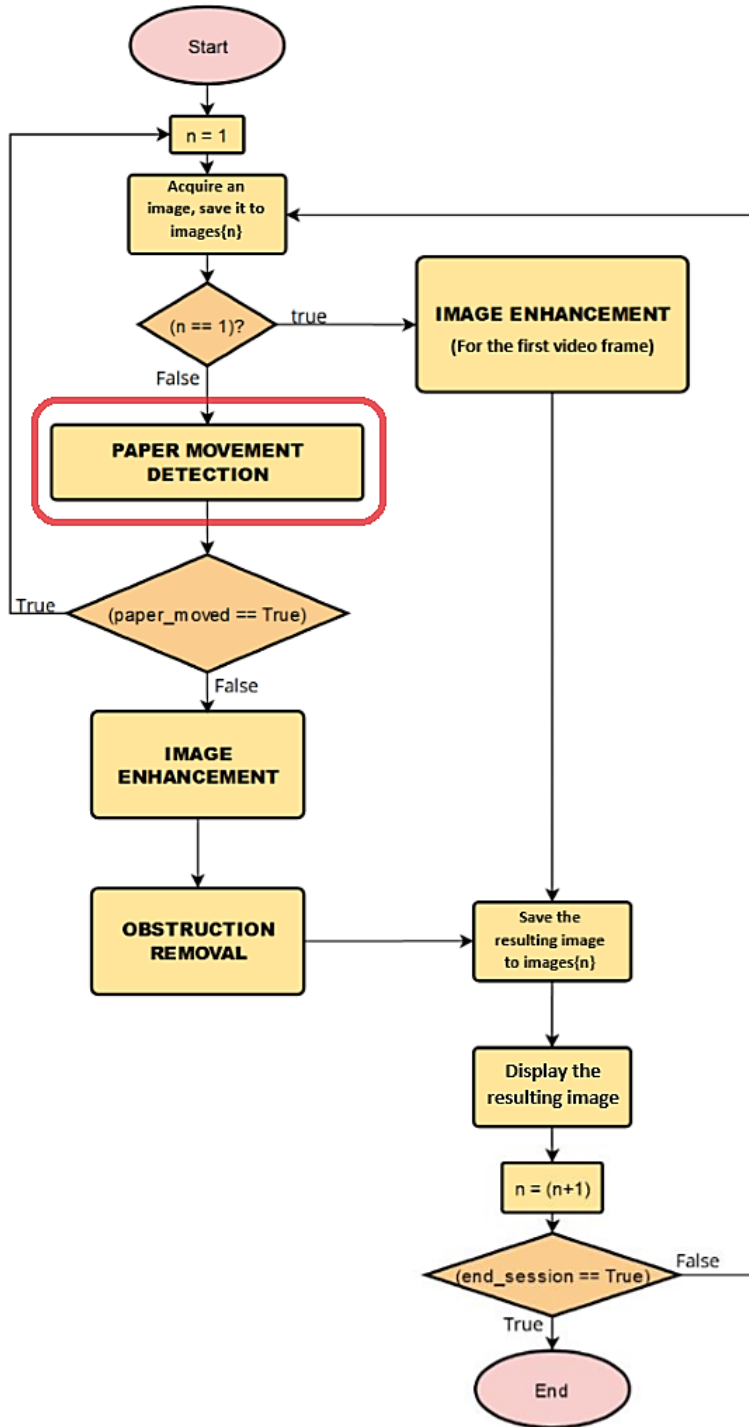 Start
n = 1
Acquire an
image, save it to
images{n}
(n == 1)?
true
IMAGE ENHANCEMENT
(For the first video frame)
False
PAPER MOVEMENT
DETECTION
True
(paper_moved == True)
False
IMAGE
ENHANCEMENT
OBSTRUCTION
REMOVAL
Save the
resulting image
to images{n}
Display the
resulting image
n = (n+1)
(end_session == True)
False
True
End